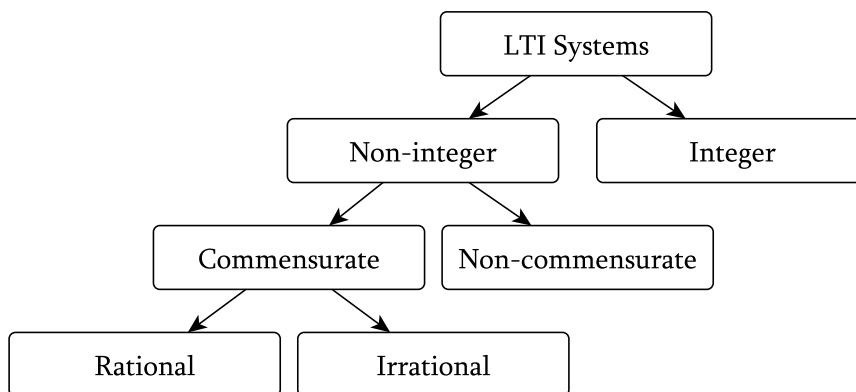 LTI Systems
Non-integer
Integer
Commensurate
Non-commensurate
Rational
Irrational